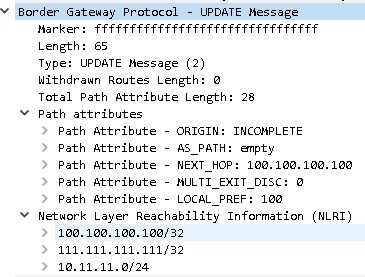 Border Gateway Protocol - UPDATE Message
Marker: ffffffffffffffffffffffffffffffff
Length: 65
Type: UPDATE Message (2)
Withdrawn Routes Length: 0
Total Path Attribute Length: 28
Path attributes
Path Attribute - ORIGIN: INCOMPLETE
Path Attribute - AS_PATH: empty
Path Attribute - NEXT_HOP: 100.100.100.100
Path Attribute - MULTI_EXIT_DISC: 0
Path Attribute - LOCAL_PREF: 100
Network Layer Reachability Information (NLRI)
100.100.100.100/32
111.111.111.111/32
10.11.11.0/24